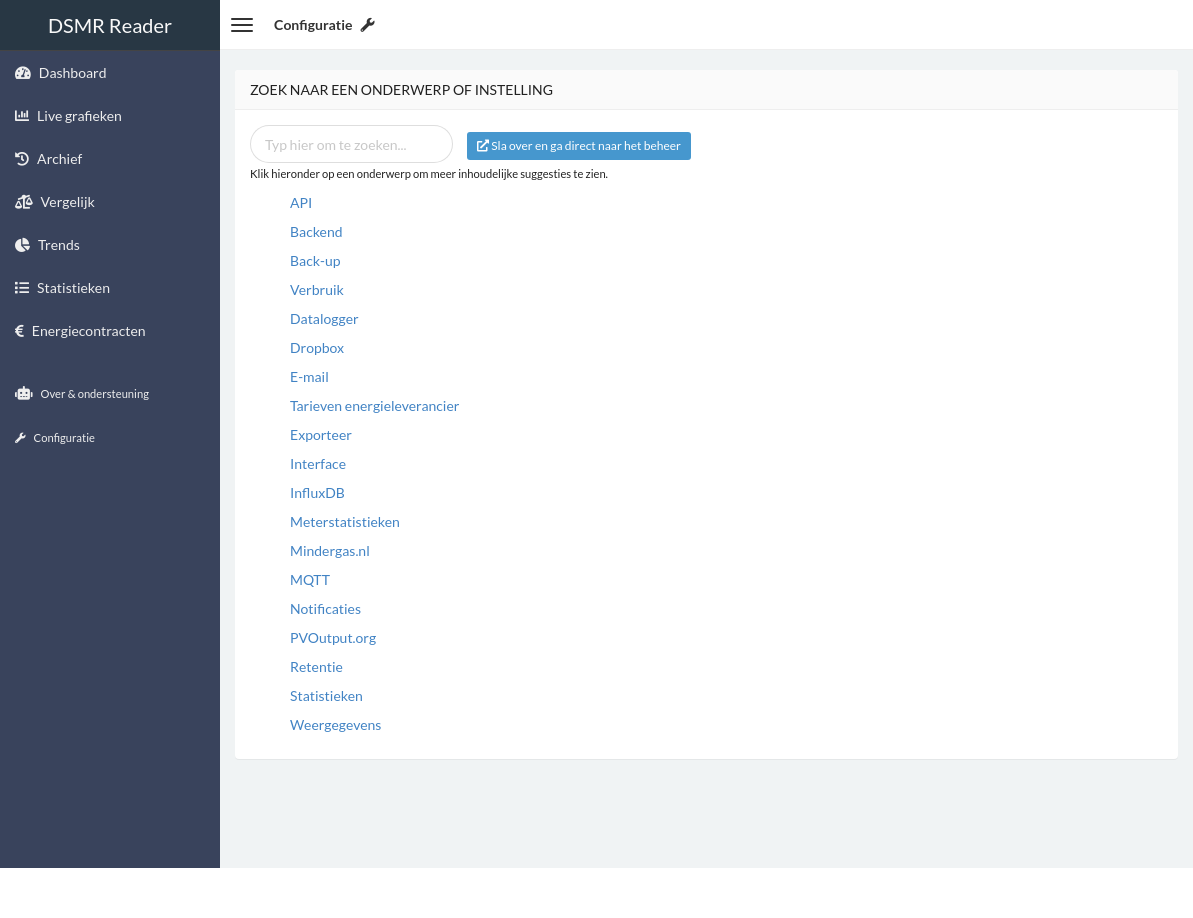 DSMR Reader
Configuratie
Dashboard
Live grafieken
Archief
Vergelijk
Trends
Statistieken
Energiecontracten
Over & ondersteuning
Configuratie
ZOEK NAAR EEN ONDERWERP OF INSTELLING
Typ hier om te zoeken...
Sla over en ga direct naar het beheer
Klik hieronder op een onderwerp om meer inhoudelijke suggesties te zien.
API
Backend
Back-up
Verbruik
Datalogger
Dropbox
E-mail
Tarieven energieleverancier
Exporteer
Interface
InfluxDB
Meterstatistieken
Mindergas.nl
MQTT
Notificaties
PVOutput.org
Retentie
Statistieken
Weergegevens